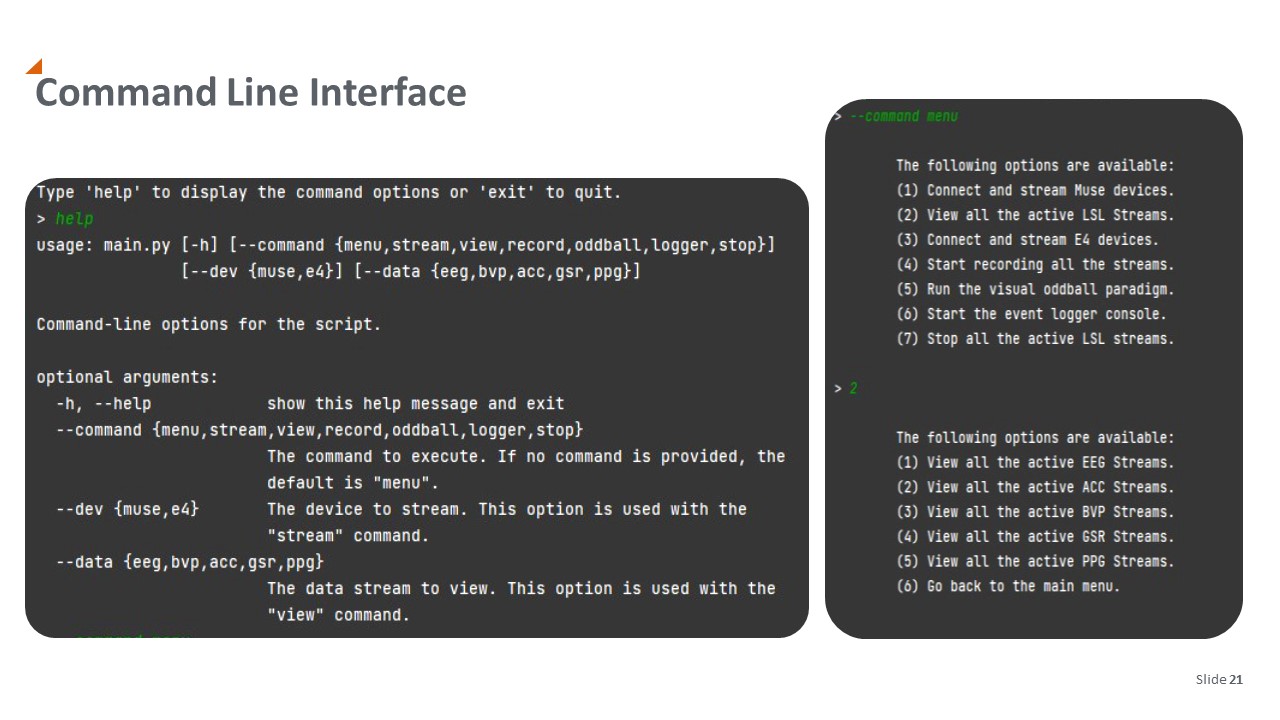 Command Line Interface
Type 'help' to display the command options or 'exit' to quit.
> help
usage: main.py [-h] [--command {menu,stream,view,record,oddball,logger,stop}]
[--dev {muse,e4}] [--data {eeg,bvp,acc,gsr,ppg}]
Command-line options for the script.
optional arguments:
-h, --help show this help message and exit
--command {menu,stream,view,record,oddball,logger,stop}
The command to execute. If no command is provided, the
default is "menu".
--dev {muse,e4} The device to stream. This option is used with the
"stream" command.
--data {eeg,bvp,acc,gsr,ppg}
The data stream to view. This option is used with the
"view" command.
> --command menu
The following options are available:
(1) Connect and stream Muse devices.
(2) View all the active LSL Streams.
(3) Connect and stream E4 devices.
(4) Start recording all the streams.
(5) Run the visual oddball paradigm.
(6) Start the event logger console.
(7) Stop all the active LSL streams.
> 2
The following options are available:
(1) View all the active EEG Streams.
(2) View all the active ACC Streams.
(3) View all the active BVP Streams.
(4) View all the active GSR Streams.
(5) View all the active PPG Streams.
(6) Go back to the main menu.
Slide 21